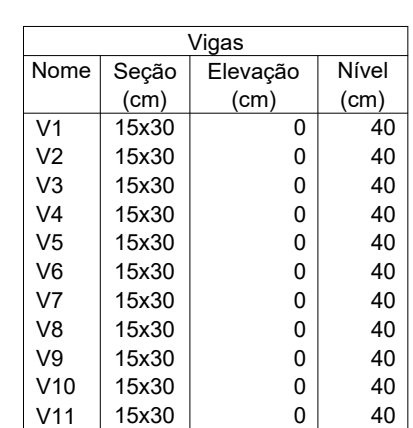 Vigas
Nome Seção Elevação Nível
(cm) (cm) (cm)
V1 15x30 0 40
V2 15x30 0 40
V3 15x30 0 40
V4 15x30 0 40
V5 15x30 0 40
V6 15x30 0 40
V7 15x30 0 40
V8 15x30 0 40
V9 15x30 0 40
V10 15x30 0 40
V11 15x30 0 40